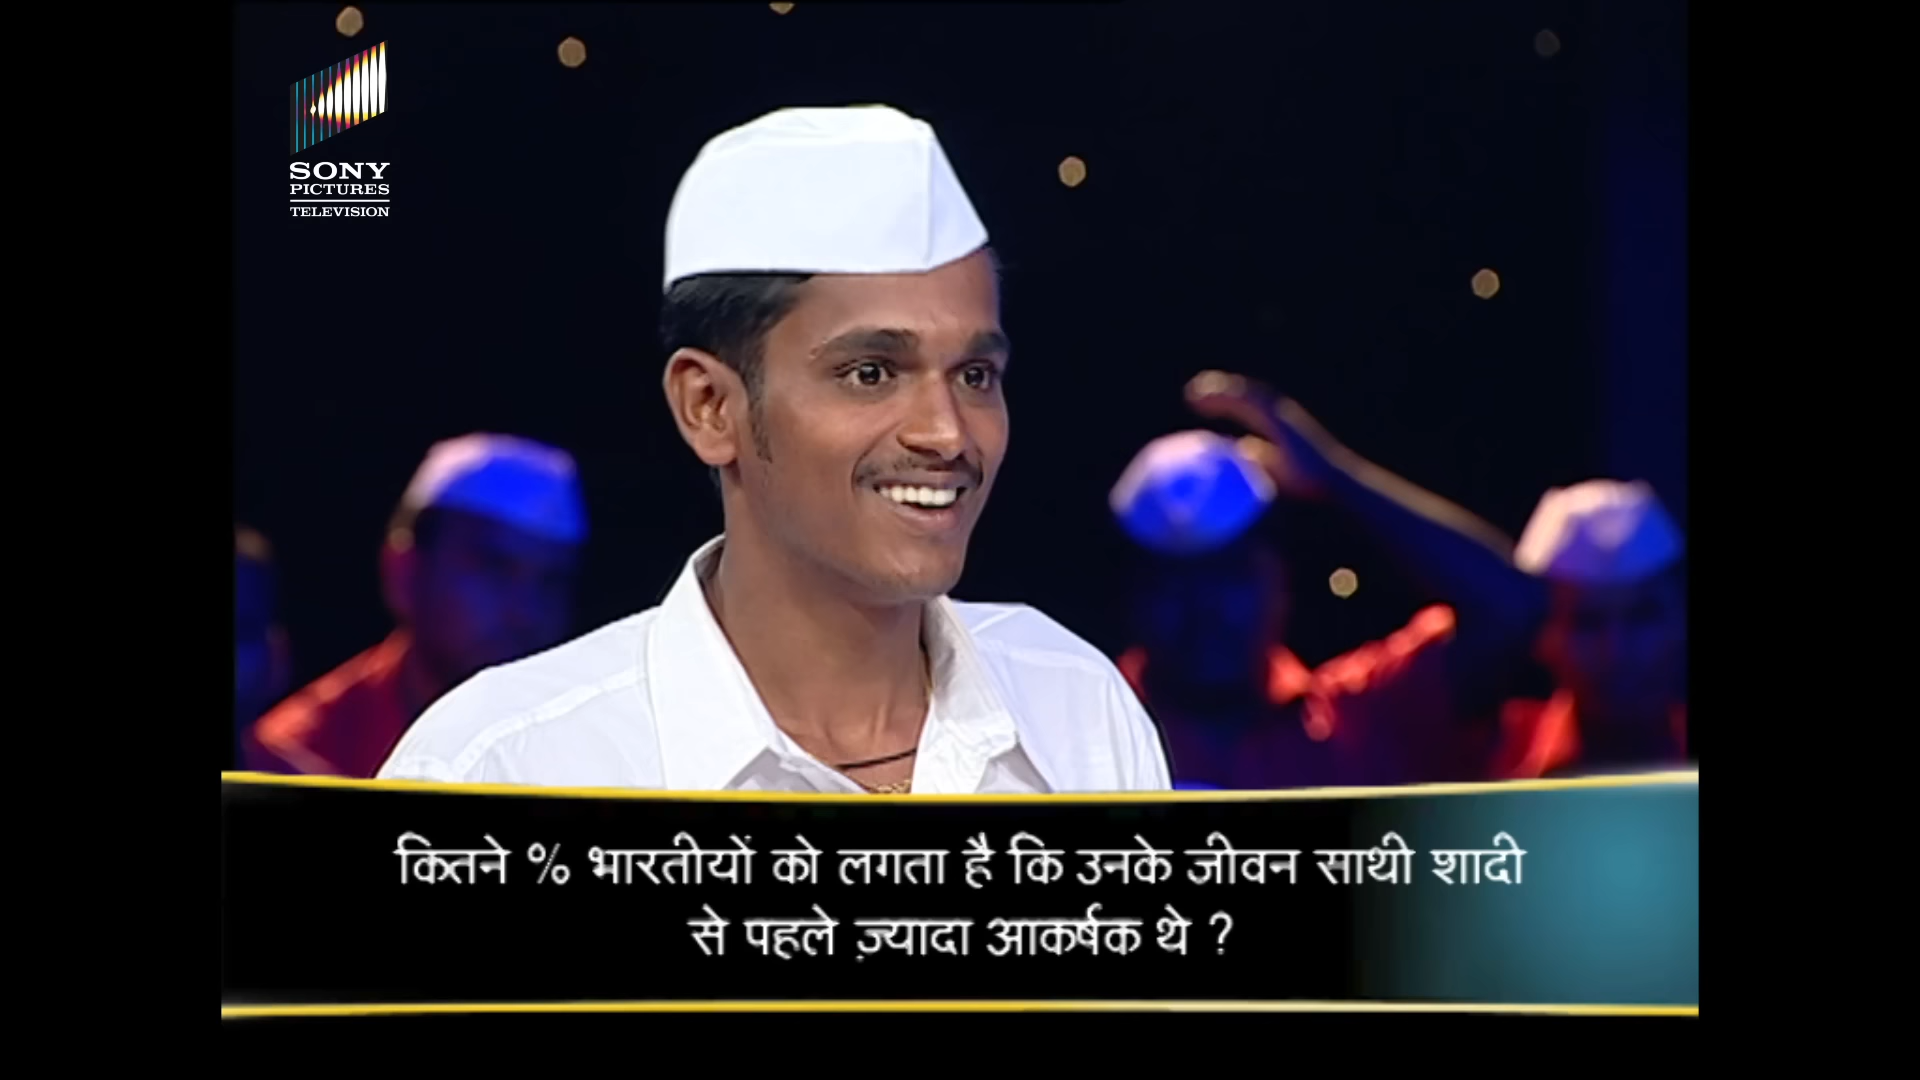 SONY
PICTURES
TELEVISION
कितने % भारतीयों को लगता है कि उनके जीवन साथी शादी
से पहले ज़्यादा आकर्षक थे ?